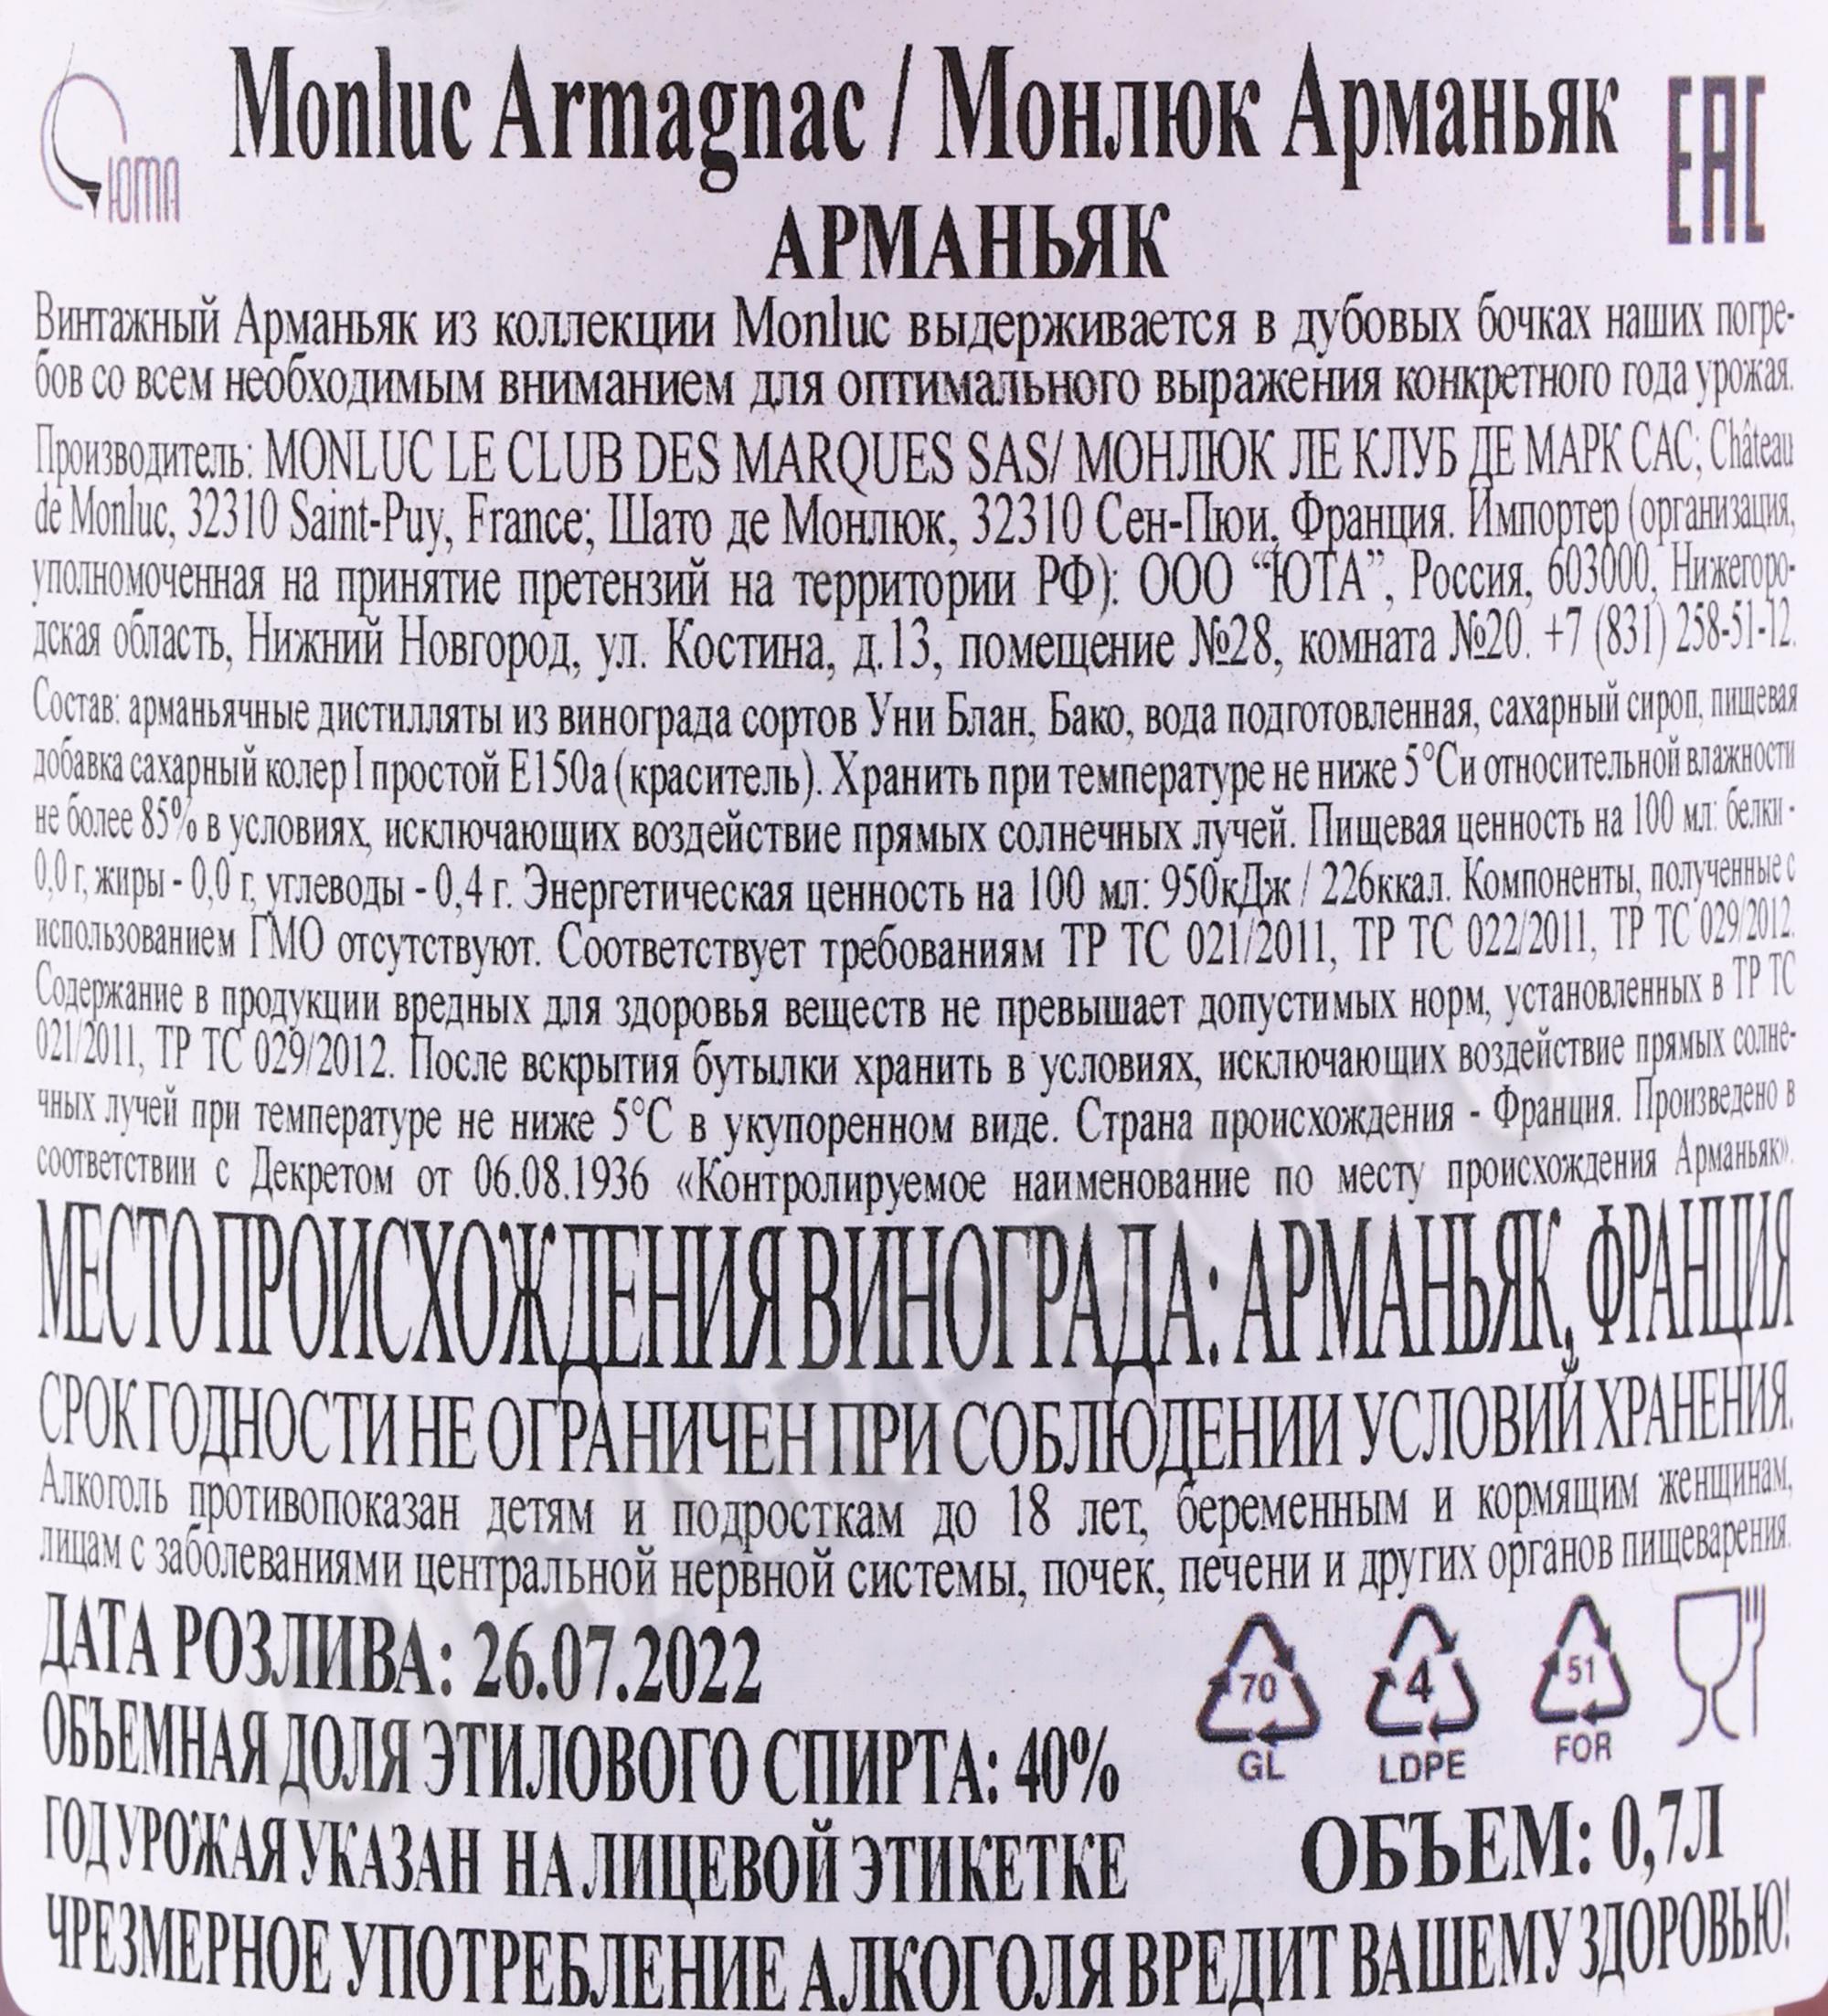 Monluc Armagnac / Монлюк Арманьяк
ЮТА
EAC
АРМАНЬЯК
Винтажный Арманьяк из коллекции Monluc выдерживается в дубовых бочках наших погре-
бов со всем необходимым вниманием для оптимального выражения конкретного года урожая.
Производитель: MONLUC LE CLUB DES MARQUES SAS/ МОНЛЮК ЛЕ КЛУБ ДЕ МАРК САС; Château
de Monluc, 32310 Saint-Puy, France; Шато де Монлюк, 32310 Сен-Пюи, Франция. Импортер (организация,
уполномоченная на принятие претензий на территории РФ): ООО “ЮТА”, Россия, 603000, Нижегоро-
дская область, Нижний Новгород, ул. Костина, д.13, помещение №28, комната №20. +7 (831) 258-51-12.
Состав: арманьячные дистилляты из винограда сортов Уни Блан, Бако, вода подготовленная, сахарный сироп, пищевая
добавка сахарный колер I простой Е150а (краситель). Хранить при температуре не ниже 5°С и относительной влажности
не более 85% в условиях, исключающих воздействие прямых солнечных лучей. Пищевая ценность на 100 мл: белки -
0,0 г, жиры - 0,0 г, углеводы - 0,4 г. Энергетическая ценность на 100 мл: 950кДж / 226ккал. Компоненты, полученные с
использованием ГМО отсутствуют. Соответствует требованиям ТР ТС 021/2011, ТР ТС 022/2011, ТР ТС 029/2012.
Содержание в продукции вредных для здоровья веществ не превышает допустимых норм, установленных в ТР ТС
021/2011, ТР ТС 029/2012. После вскрытия бутылки хранить в условиях, исключающих воздействие прямых солне-
чных лучей при температуре не ниже 5°С в укупоренном виде. Страна происхождения - Франция. Произведено в
соответствии с Декретом от 06.08.1936 «Контролируемое наименование по месту происхождения Арманьяк».
МЕСТО ПРОИСХОЖДЕНИЯ ВИНОГРАДА: АРМАНЬЯК, ФРАНЦИЯ
СРОК ГОДНОСТИ НЕ ОГРАНИЧЕН ПРИ СОБЛЮДЕНИИ УСЛОВИЙ ХРАНЕНИЯ.
Алкоголь противопоказан детям и подросткам до 18 лет, беременным и кормящим женщинам,
лицам с заболеваниями центральной нервной системы, почек, печени и других органов пищеварения.
ДАТА РОЗЛИВА: 26.07.2022
70 4 51
GL LDPE FOR
ОБЪЕМНАЯ ДОЛЯ ЭТИЛОВОГО СПИРТА: 40%
ГОД УРОЖАЯ УКАЗАН НА ЛИЦЕВОЙ ЭТИКЕТКЕ
ОБЪЕМ: 0,7Л
ЧРЕЗМЕРНОЕ УПОТРЕБЛЕНИЕ АЛКОГОЛЯ ВРЕДИТ ВАШЕМУ ЗДОРОВЬЮ!